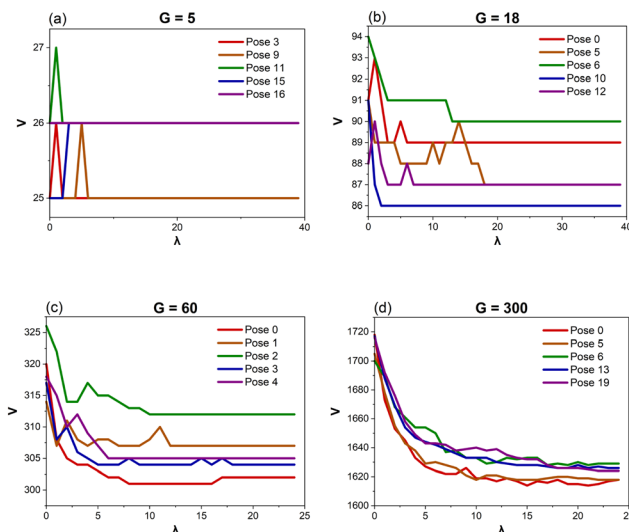 (a) G = 5
V
27
26
25
0 20 40
λ
Pose 3
Pose 9
Pose 11
Pose 15
Pose 16
(b) G = 18
V
94
93
92
91
90
89
88
87
86
0 10 20 30 40
λ
Pose 0
Pose 5
Pose 6
Pose 10
Pose 12
(c) G = 60
V
325
320
315
310
305
300
0 5 10 15 20 25
λ
Pose 0
Pose 1
Pose 2
Pose 3
Pose 4
(d) G = 300
V
1720
1700
1680
1660
1640
1620
1600
0 5 10 15 20 25
λ
Pose 0
Pose 5
Pose 6
Pose 13
Pose 19